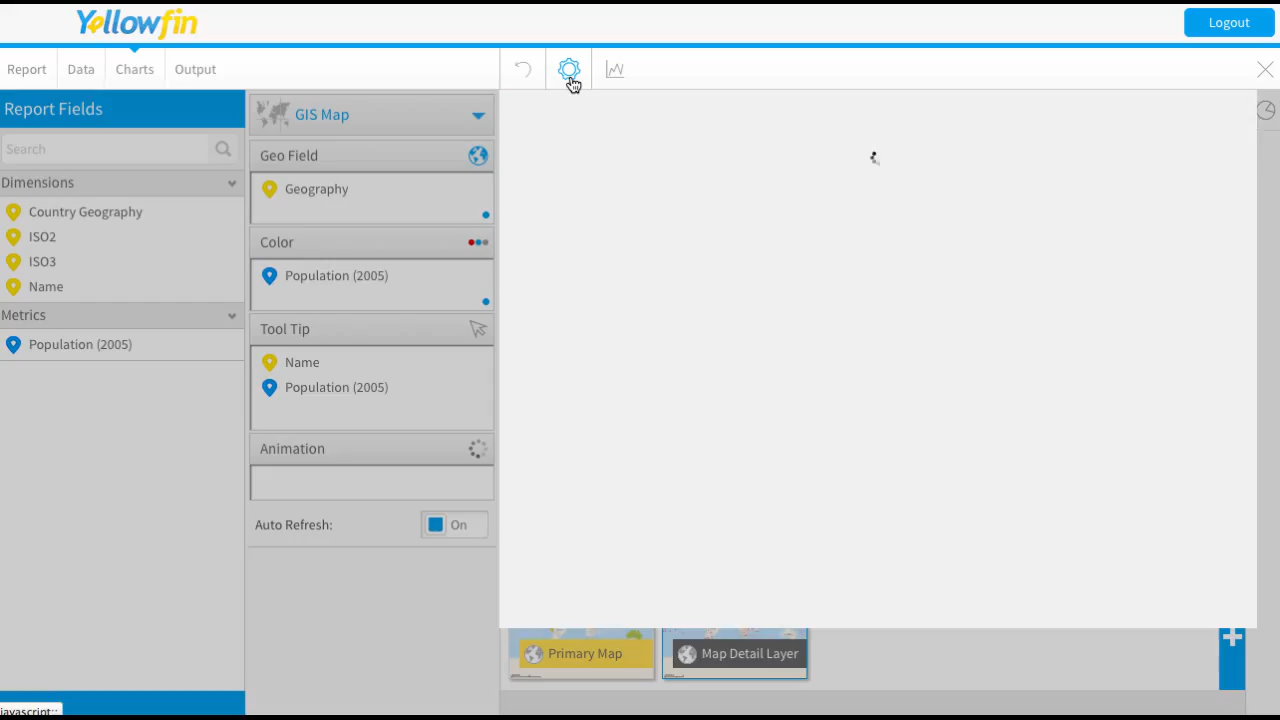 Yellowfin
Logout
Report
Data
Charts
Output
Report Fields
Search
Dimensions
Country Geography
ISO2
ISO3
Name
Metrics
Population (2005)
GIS Map
Geo Field
Geography
Color
Population (2005)
Tool Tip
Name
Population (2005)
Animation
Auto Refresh:
On
Primary Map
Map Detail Layer
javascript:;